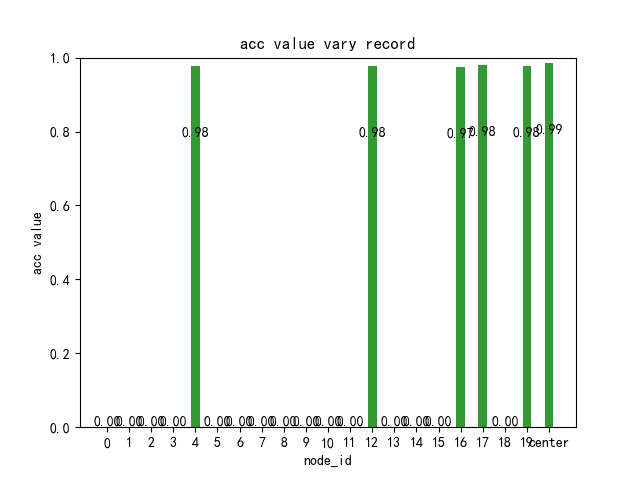 acc value vary record
1.0
0.8
0.6
0.4
0.2
0.0
acc value
0.98 0.98 0.97 0.98 0.98 0.99
0.00 0.00 0.00 0.00 0.00 0.00 0.00 0.00 0.00 0.00 0.00 0.00 0.00 0.00 0.00
0 1 2 3 4 5 6 7 8 9 10 11 12 13 14 15 16 17 18 19 center
node_id